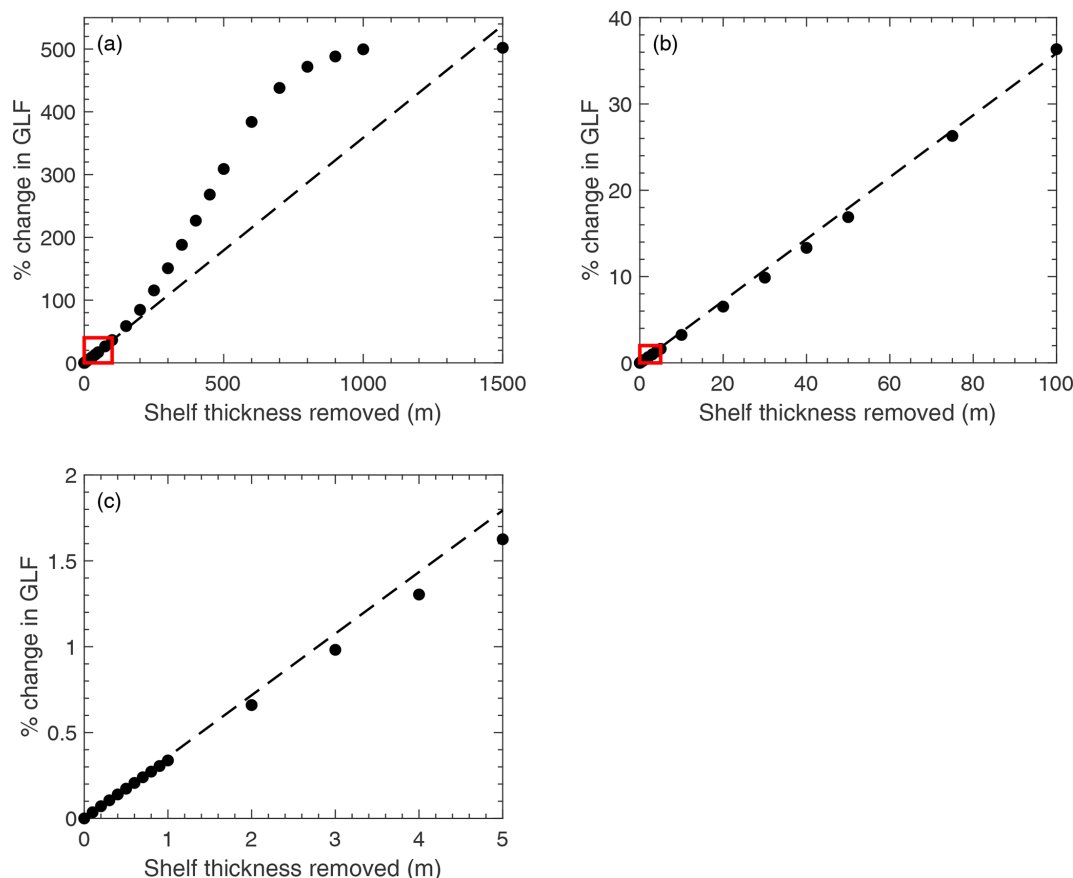 (a)
500
400
300
200
100
0
% change in GLF
0 500 1000 1500
Shelf thickness removed (m)
(b)
40
30
20
10
0
% change in GLF
0 20 40 60 80 100
Shelf thickness removed (m)
(c)
2
1.5
1
0.5
0
% change in GLF
0 1 2 3 4 5
Shelf thickness removed (m)